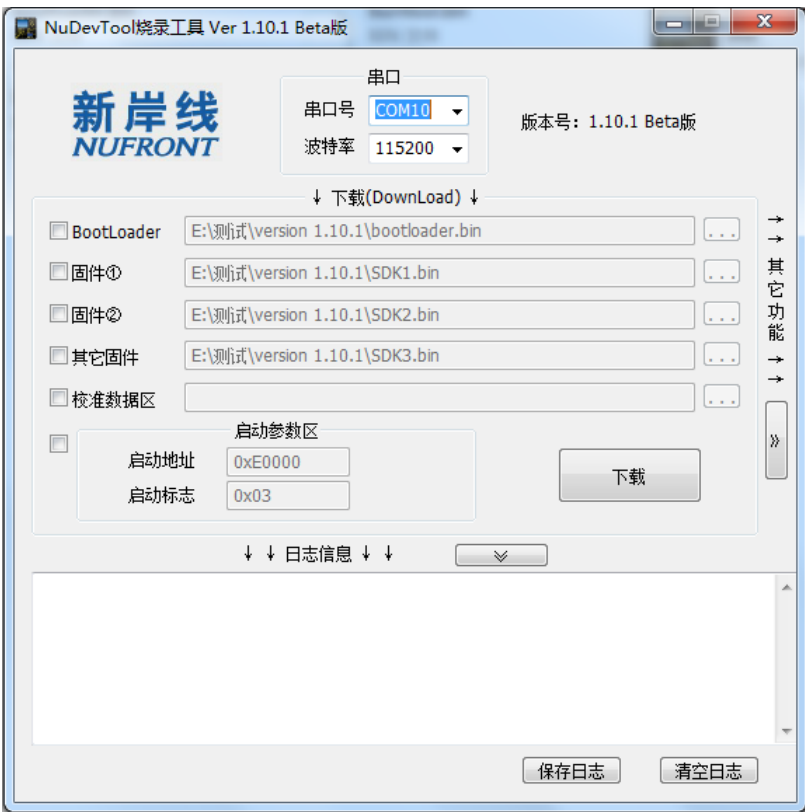 NuDevTool烧录工具 Ver 1.10.1 Beta版
新岸线
NUFRONT
串口
串口号 COM10
波特率 115200
版本号：1.10.1 Beta版
↓ 下载(DownLoad) ↓
BootLoader E:\测试\version 1.10.1\bootloader.bin ...
固件① E:\测试\version 1.10.1\SDK1.bin ...
固件② E:\测试\version 1.10.1\SDK2.bin ...
其它固件 E:\测试\version 1.10.1\SDK3.bin ...
校准数据区 ...
启动参数区
启动地址 0xE0000
启动标志 0x03
下载
→→ 其它功能 →→
»
↓ ↓ 日志信息 ↓ ↓
保存日志 清空日志